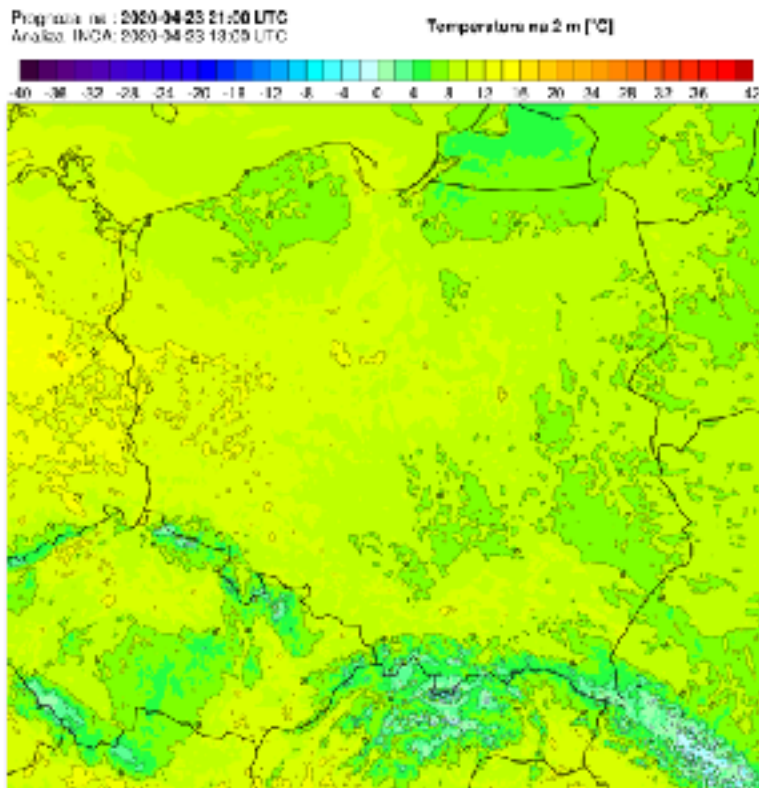 Prognoza na : 2020-04-23 21:00 UTC
Analiza INCA: 2020-04-23 13:00 UTC
Temperatura na 2 m [°C]
-40 -36 -32 -28 -24 -20 -16 -12 -8 -4 0 4 8 12 16 20 24 28 32 36 42